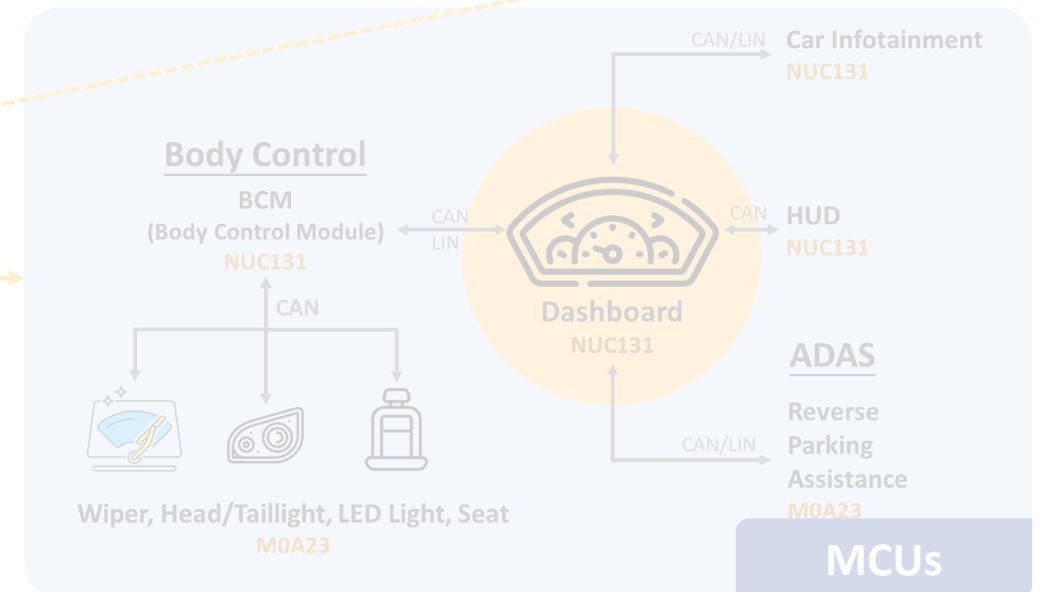 CAN/LIN
Car Infotainment
NUC131
Body Control
BCM
(Body Control Module)
NUC131
CAN
LIN
CAN
HUD
NUC131
CAN
Dashboard
NUC131
ADAS
Reverse
Parking
Assistance
M0A23
CAN/LIN
Wiper, Head/Taillight, LED Light, Seat
M0A23
MCUs